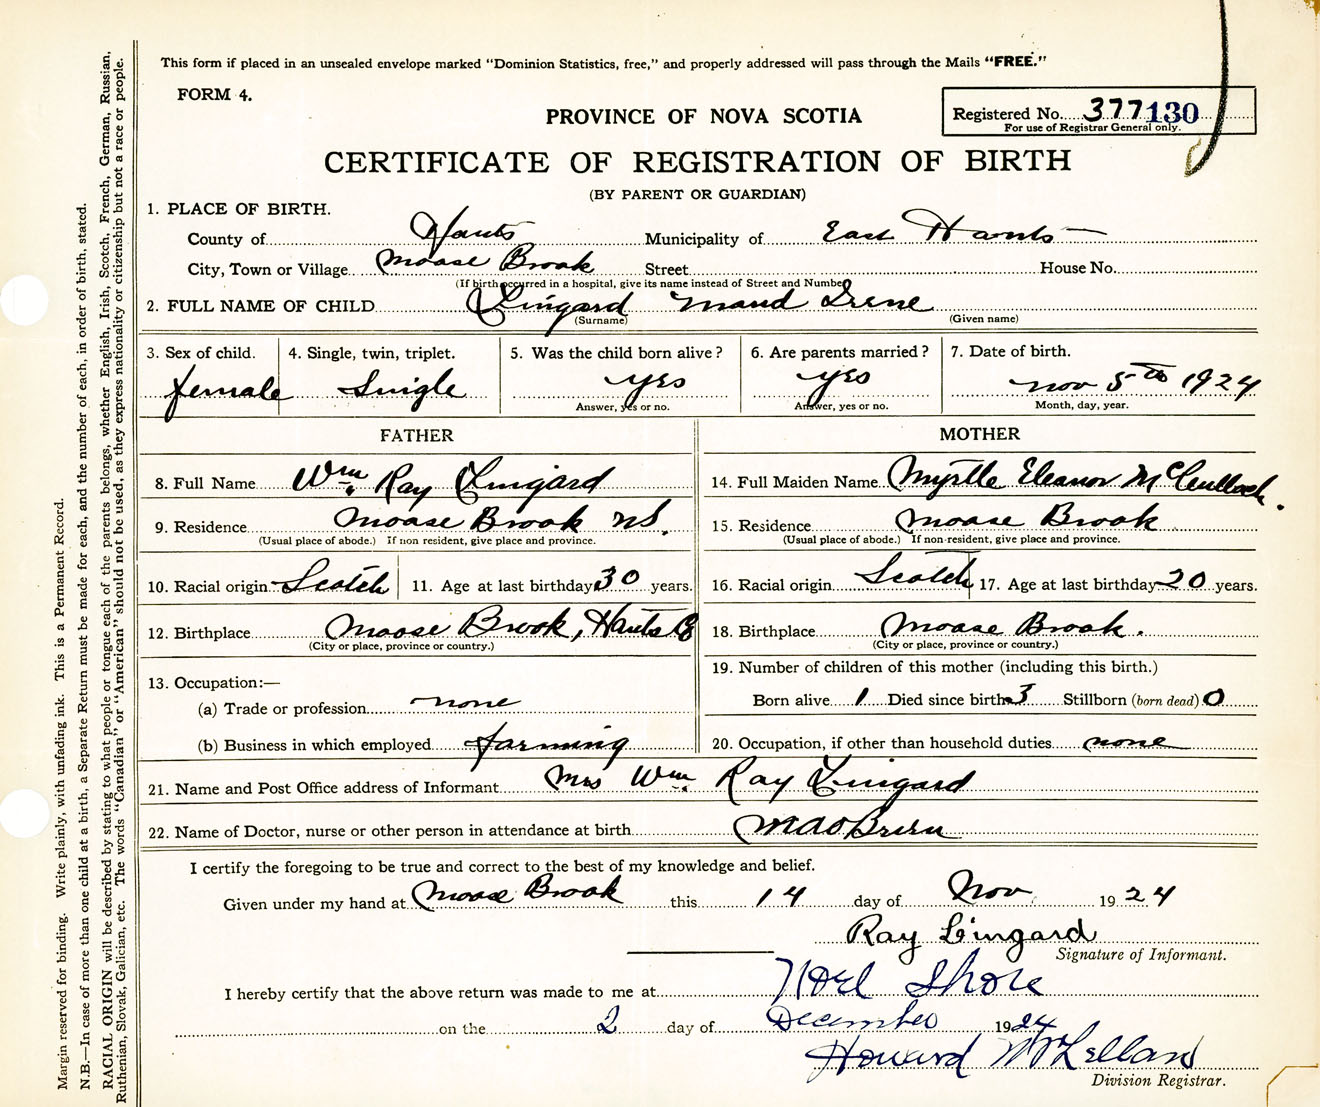 This form if placed in an unsealed envelope marked "Dominion Statistics, free," and properly addressed will pass through the Mails "FREE."
FORM 4.
PROVINCE OF NOVA SCOTIA
Registered No. 377130
For use of Registrar General only.
CERTIFICATE OF REGISTRATION OF BIRTH
(BY PARENT OR GUARDIAN)
1. PLACE OF BIRTH.
County of Hants Municipality of East Hants
City, Town or Village Moose Brook Street House No.
(If birth occurred in a hospital, give its name instead of Street and Number)
2. FULL NAME OF CHILD Lingard Maud Irene
(Surname) (Given name)
3. Sex of child. 4. Single, twin, triplet. 5. Was the child born alive? 6. Are parents married? 7. Date of birth.
female Single yes yes Nov 5th 1924
Answer, yes or no. Answer, yes or no. Month, day, year.
FATHER MOTHER
8. Full Name Wm. Ray Lingard
9. Residence Moose Brook NS.
(Usual place of abode.) If non resident, give place and province.
10. Racial origin Scotch 11. Age at last birthday 30 years.
12. Birthplace Moose Brook, Hants Co
(City or place, province or country.)
13. Occupation:—
(a) Trade or profession none
(b) Business in which employed farming
14. Full Maiden Name Myrtle Eleanor McCulloch.
15. Residence Moose Brook
(Usual place of abode.) If non-resident, give place and province.
16. Racial origin Scotch 17. Age at last birthday 20 years.
18. Birthplace Moose Brook.
(City or place, province or country.)
19. Number of children of this mother (including this birth.)
Born alive 1 Died since birth 3 Stillborn (born dead) 0
20. Occupation, if other than household duties none
21. Name and Post Office address of Informant Mrs Wm. Ray Lingard
22. Name of Doctor, nurse or other person in attendance at birth
I certify the foregoing to be true and correct to the best of my knowledge and belief.
Given under my hand at Moose Brook this 14 day of Nov 1924
Ray Lingard
Signature of Informant.
I hereby certify that the above return was made to me at Noel Shore
on the 2 day of December 1924
Howard McLellan
Division Registrar.
Margin reserved for binding. Write plainly, with unfading ink. This is a Permanent Record.
N.B.—In case of more than one child at a birth, a Separate Return must be made for each, and the number of each, in order of birth, stated.
RACIAL ORIGIN will be described by stating to what people or tongue each of the parents belongs, whether English, Irish, Scotch, French, German, Russian,
Ruthenian, Slovak, Galician, etc. The words "Canadian" or "American" should not be used, as they express nationality or citizenship but not a race or people.